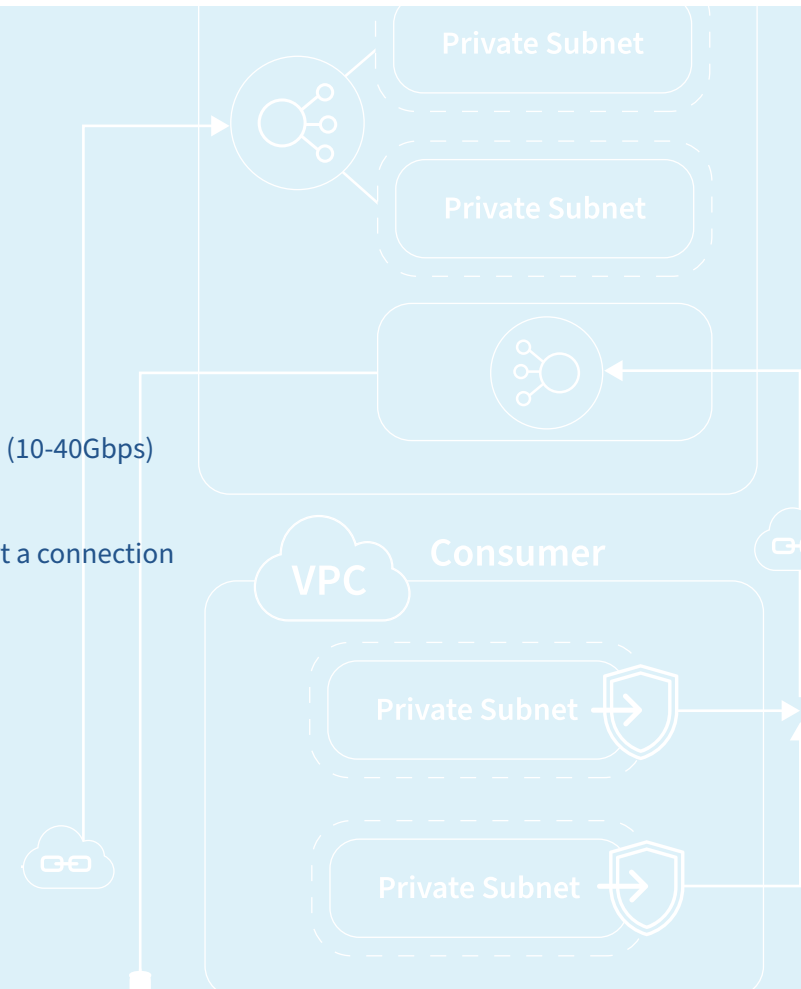 Private Subnet
Private Subnet
(10-40Gbps)
t a connection
Consumer
VPC
Private Subnet
Private Subnet